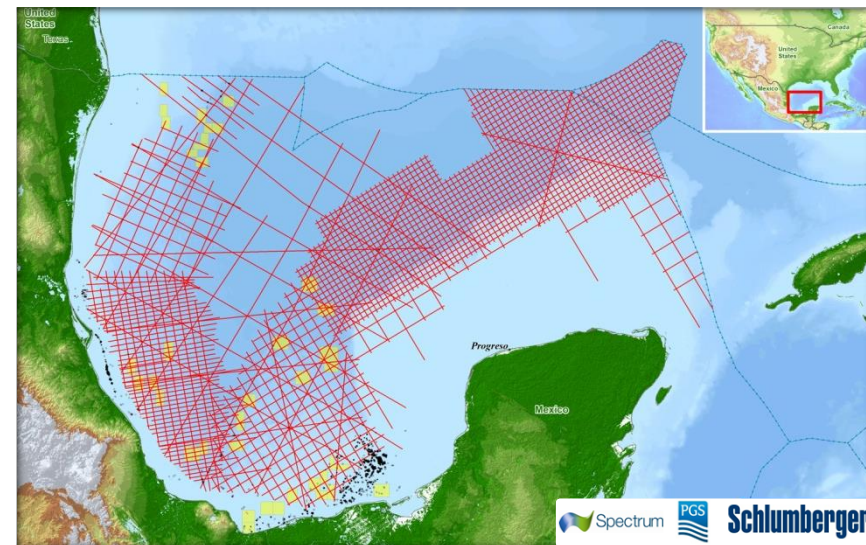 United
States
Texas
Canada
United
States
Mexico
Progreso
Mexico
Spectrum
PGS
Schlumberger